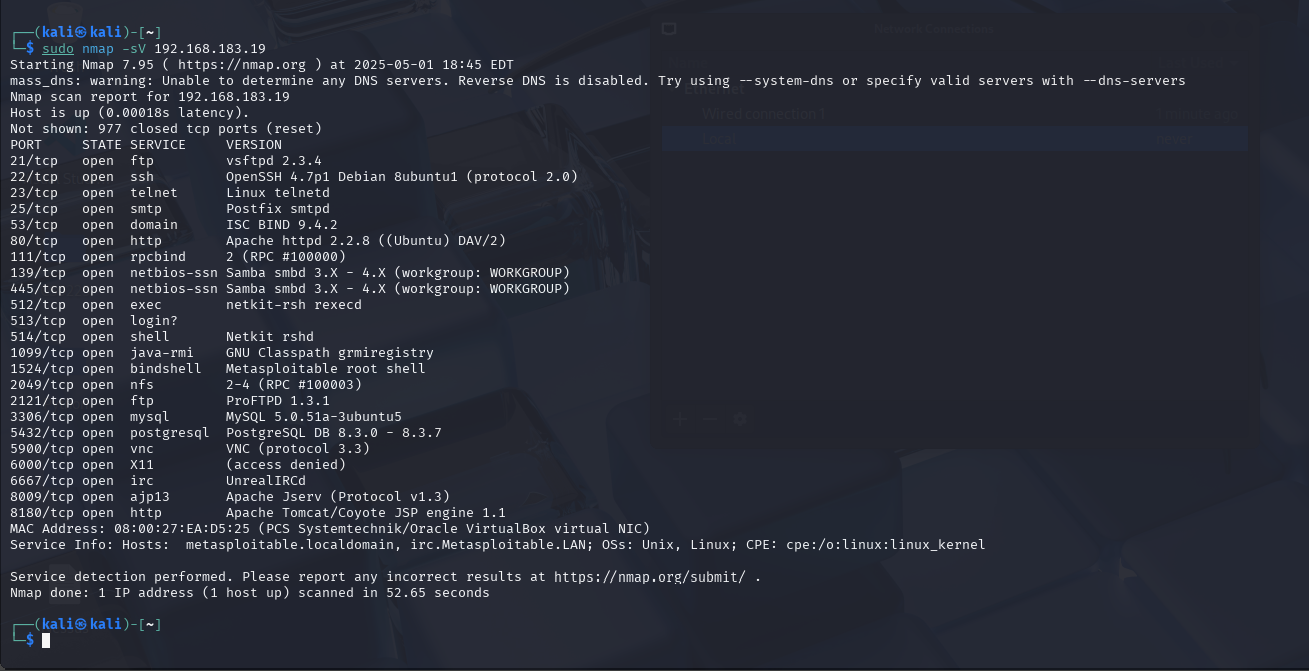 ┌──(kali㉿kali)-[~]
└─$ sudo nmap -sV 192.168.183.19
Starting Nmap 7.95 ( https://nmap.org ) at 2025-05-01 18:45 EDT
mass_dns: warning: Unable to determine any DNS servers. Reverse DNS is disabled. Try using --system-dns or specify valid servers with --dns-servers
Nmap scan report for 192.168.183.19
Host is up (0.00018s latency).
Not shown: 977 closed tcp ports (reset)
PORT     STATE SERVICE     VERSION
21/tcp   open  ftp         vsftpd 2.3.4
22/tcp   open  ssh         OpenSSH 4.7p1 Debian 8ubuntu1 (protocol 2.0)
23/tcp   open  telnet      Linux telnetd
25/tcp   open  smtp        Postfix smtpd
53/tcp   open  domain      ISC BIND 9.4.2
80/tcp   open  http        Apache httpd 2.2.8 ((Ubuntu) DAV/2)
111/tcp  open  rpcbind     2 (RPC #100000)
139/tcp  open  netbios-ssn Samba smbd 3.X - 4.X (workgroup: WORKGROUP)
445/tcp  open  netbios-ssn Samba smbd 3.X - 4.X (workgroup: WORKGROUP)
512/tcp  open  exec        netkit-rsh rexecd
513/tcp  open  login?
514/tcp  open  shell       Netkit rshd
1099/tcp open  java-rmi    GNU Classpath grmiregistry
1524/tcp open  bindshell   Metasploitable root shell
2049/tcp open  nfs         2-4 (RPC #100003)
2121/tcp open  ftp         ProFTPD 1.3.1
3306/tcp open  mysql       MySQL 5.0.51a-3ubuntu5
5432/tcp open  postgresql  PostgreSQL DB 8.3.0 - 8.3.7
5900/tcp open  vnc         VNC (protocol 3.3)
6000/tcp open  X11         (access denied)
6667/tcp open  irc         UnrealIRCd
8009/tcp open  ajp13       Apache Jserv (Protocol v1.3)
8180/tcp open  http        Apache Tomcat/Coyote JSP engine 1.1
MAC Address: 08:00:27:EA:D5:25 (PCS Systemtechnik/Oracle VirtualBox virtual NIC)
Service Info: Hosts:  metasploitable.localdomain, irc.Metasploitable.LAN; OSs: Unix, Linux; CPE: cpe:/o:linux:linux_kernel
Service detection performed. Please report any incorrect results at https://nmap.org/submit/ .
Nmap done: 1 IP address (1 host up) scanned in 52.65 seconds
┌──(kali㉿kali)-[~]
└─$
Network Connections
Wired connection 1